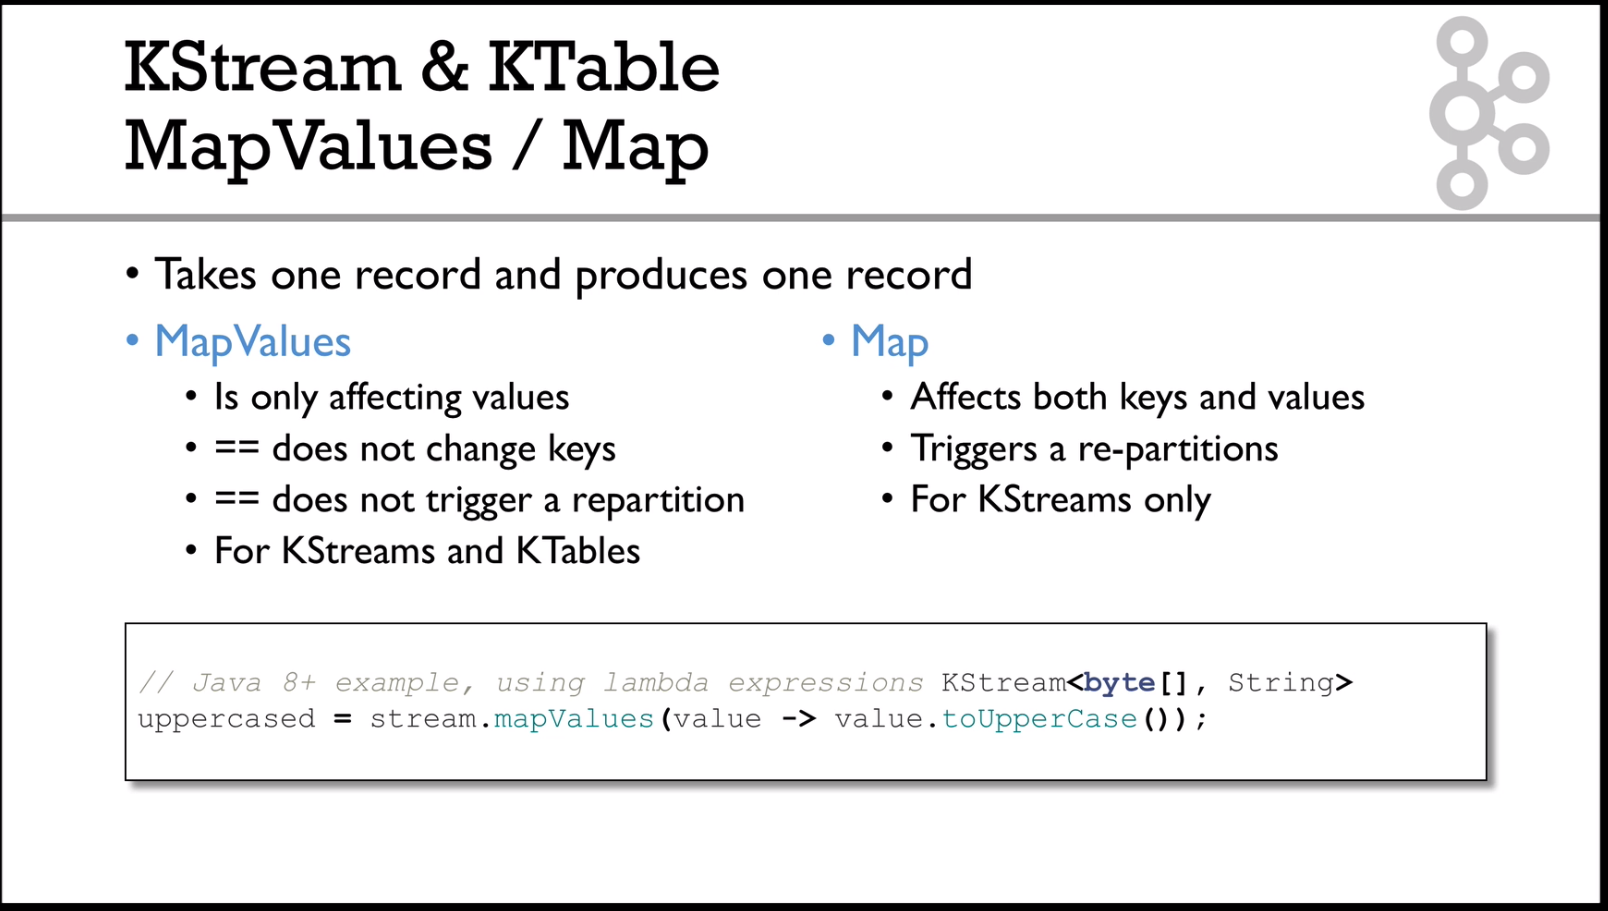 KStream & KTable
MapValues / Map
• Takes one record and produces one record
• MapValues
• Is only affecting values
• == does not change keys
• == does not trigger a repartition
• For KStreams and KTables
• Map
• Affects both keys and values
• Triggers a re-partitions
• For KStreams only
// Java 8+ example, using lambda expressions KStream<byte[], String>
uppercased = stream.mapValues(value -> value.toUpperCase());